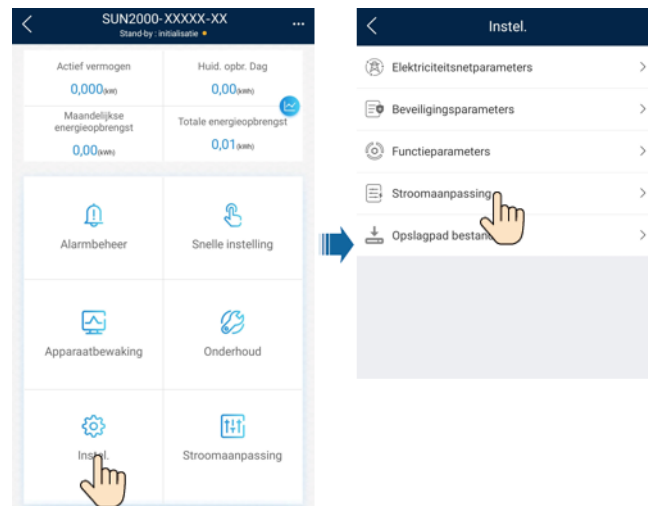 SUN2000-XXXXX-XX
Stand-by : initialisatie
Actief vermogen
0,000(kW)
Huid. opbr. Dag
0,00(kWh)
Maandelijkse
energieopbrengst
0,00(kWh)
Totale energieopbrengst
0,01(kWh)
Alarmbeheer
Snelle instelling
Apparaatbewaking
Onderhoud
Instel.
Stroomaanpassing
Instel.
Elektriciteitsnetparameters
Beveiligingsparameters
Functieparameters
Stroomaanpassing
Opslagpad bestand